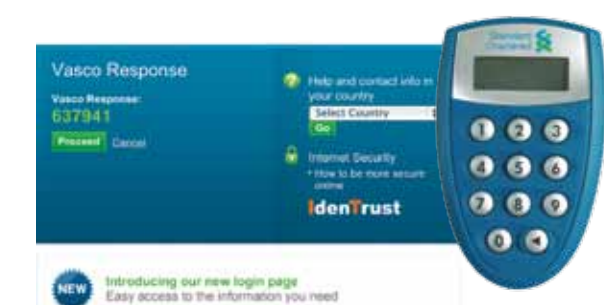 Vasco Response
Vasco Response:
637941
Proceed Cancel
Help and contact info in
your country
Select Country
Go
Internet Security
• How to be more secure
online
IdenTrust
NEW
Introducing our new login page
Easy access to the information you need
Standard
Chartered
1 2 3
4 5 6
7 8 9
0